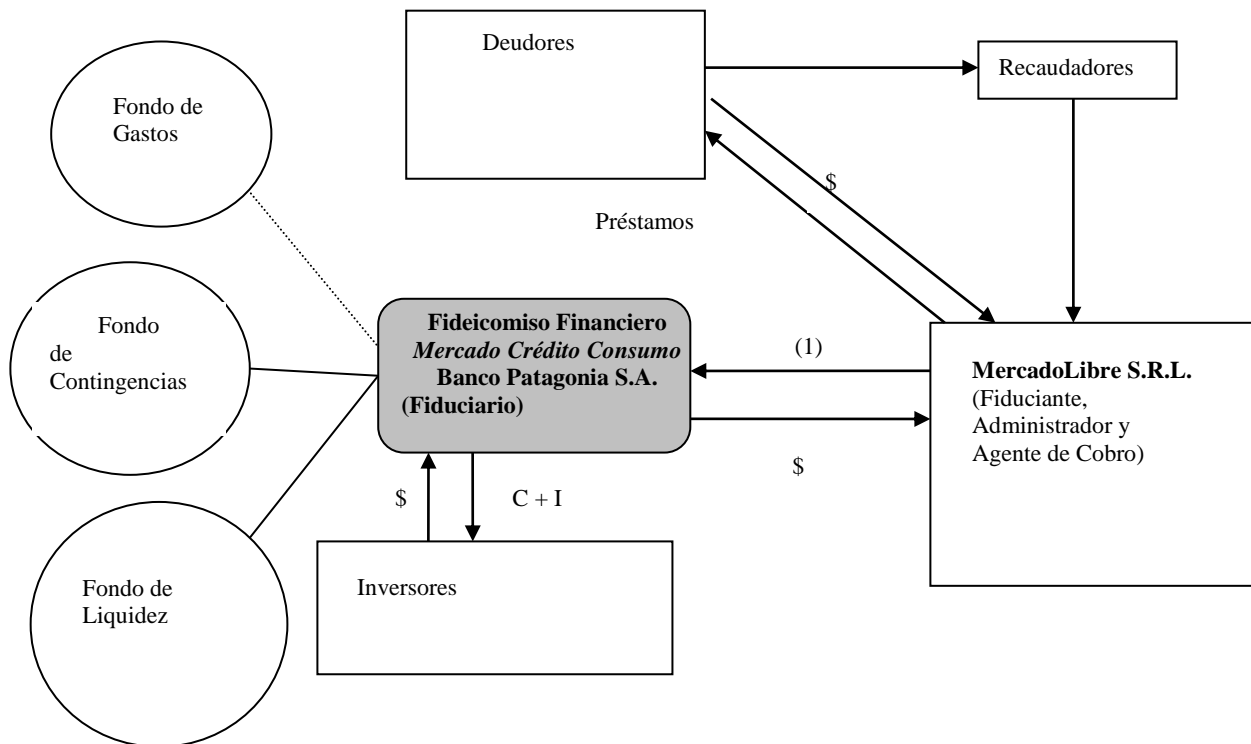 Deudores
Recaudadores
Fondo de
Gastos
$
Préstamos
Fondo
de
Contingencias
Fideicomiso Financiero
Mercado Crédito Consumo
Banco Patagonia S.A.
(Fiduciario)
(1)
MercadoLibre S.R.L.
(Fiduciante,
Administrador y
Agente de Cobro)
$
$
C + I
Fondo de
Liquidez
Inversores